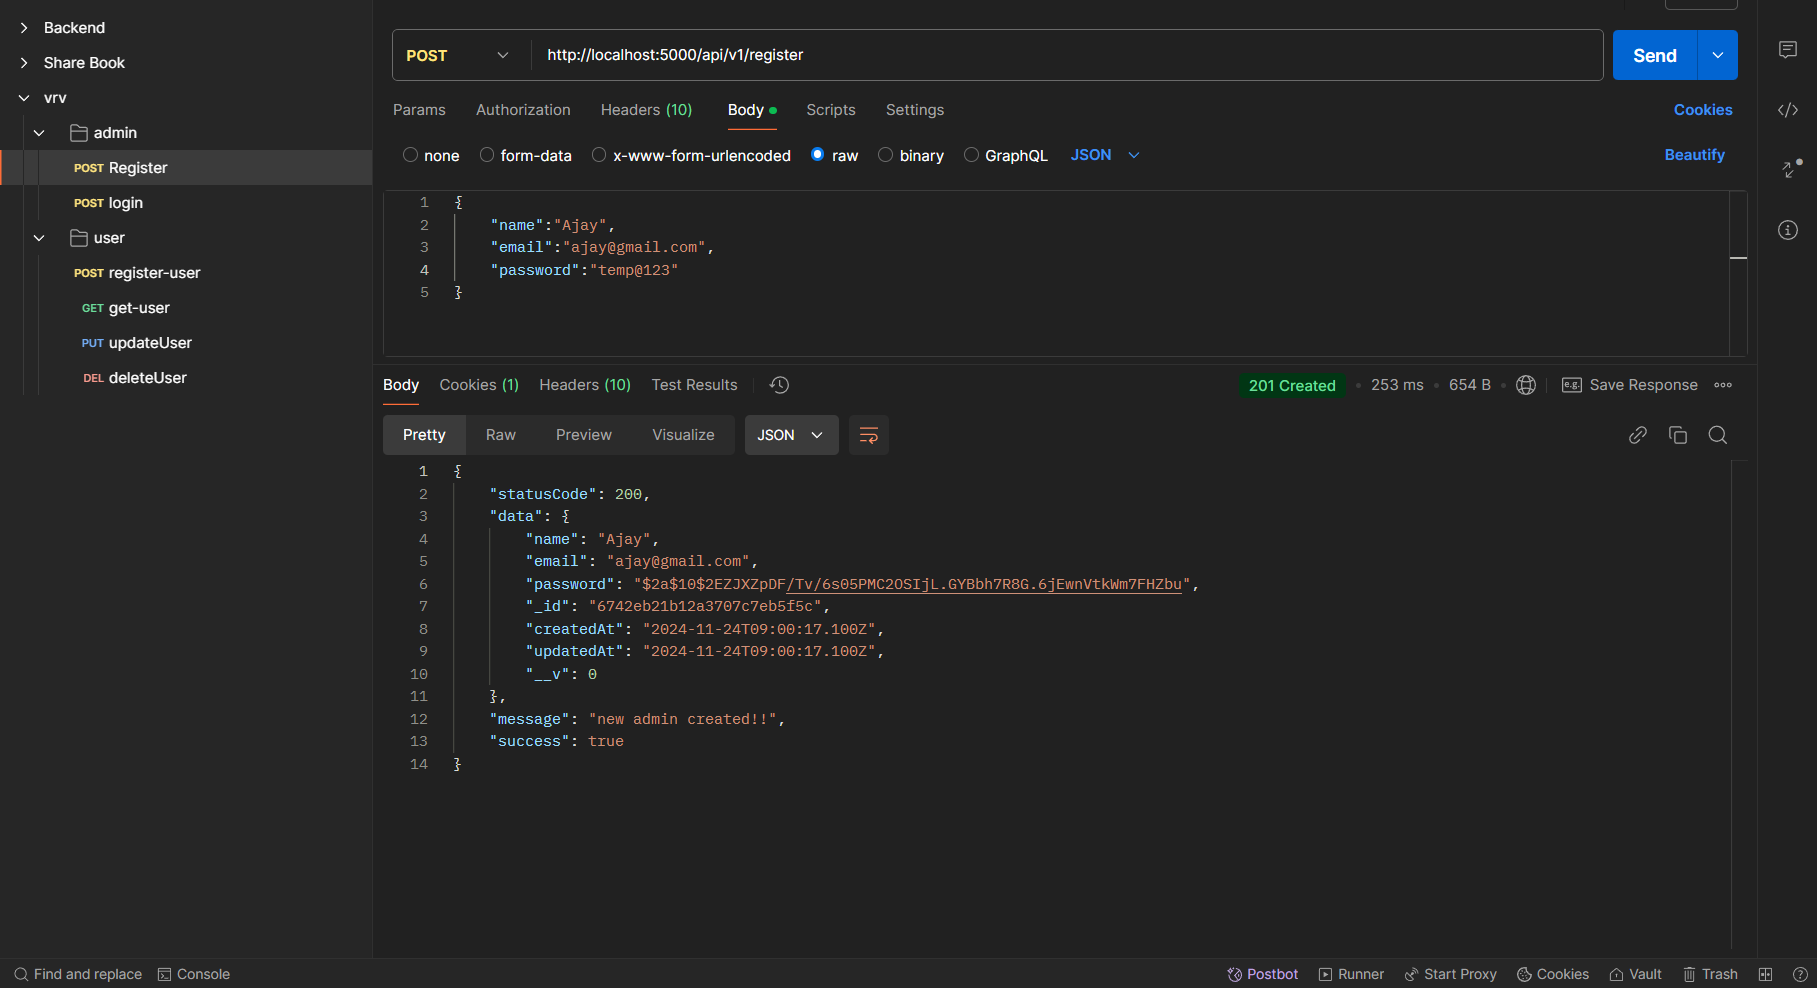 Backend
Share Book
vrv
admin
POST Register
POST login
user
POST register-user
GET get-user
PUT updateUser
DEL deleteUser
POST http://localhost:5000/api/v1/register Send
Params Authorization Headers (10) Body Scripts Settings Cookies
none form-data x-www-form-urlencoded raw binary GraphQL JSON Beautify
1 {
2 "name":"Ajay",
3 "email":"ajay@gmail.com",
4 "password":"temp@123"
5 }
Body Cookies (1) Headers (10) Test Results 201 Created 253 ms 654 B e.g. Save Response
Pretty Raw Preview Visualize JSON
1 {
2 "statusCode": 200,
3 "data": {
4 "name": "Ajay",
5 "email": "ajay@gmail.com",
6 "password": "$2a$10$2EZJXZpDF/Tv/6s05PMC2OSIjL.GYBbh7R8G.6jEwnVtkWm7FHZbu",
7 "_id": "6742eb21b12a3707c7eb5f5c",
8 "createdAt": "2024-11-24T09:00:17.100Z",
9 "updatedAt": "2024-11-24T09:00:17.100Z",
10 "__v": 0
11 },
12 "message": "new admin created!!",
13 "success": true
14 }
Find and replace Console Postbot Runner Start Proxy Cookies Vault Trash